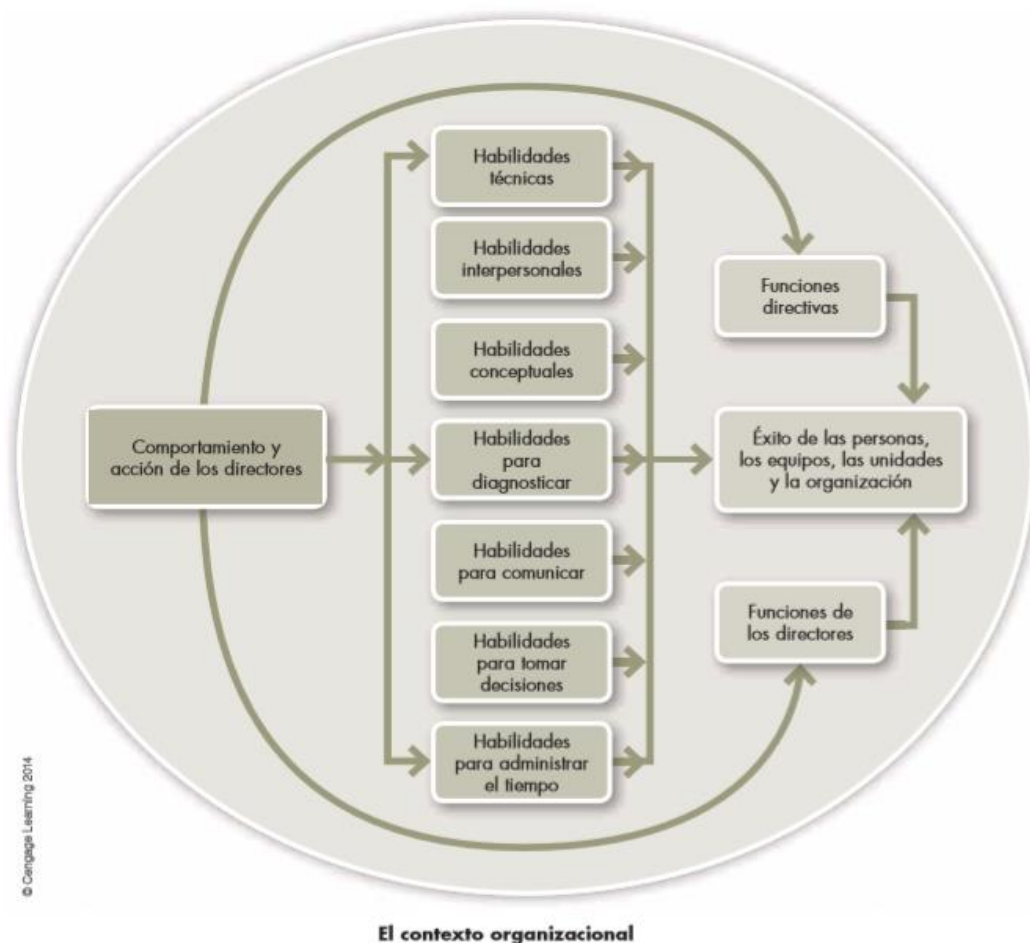 Habilidades
técnicas
Habilidades
interpersonales
Funciones
directivas
Habilidades
conceptuales
Comportamiento y
acción de los directores
Habilidades
para
diagnosticar
Éxito de las personas,
los equipos, las unidades
y la organización
Habilidades
para comunicar
Funciones de
los directores
Habilidades
para tomar
decisiones
Habilidades
para administrar
el tiempo
© Cengage Learning 2014
El contexto organizacional